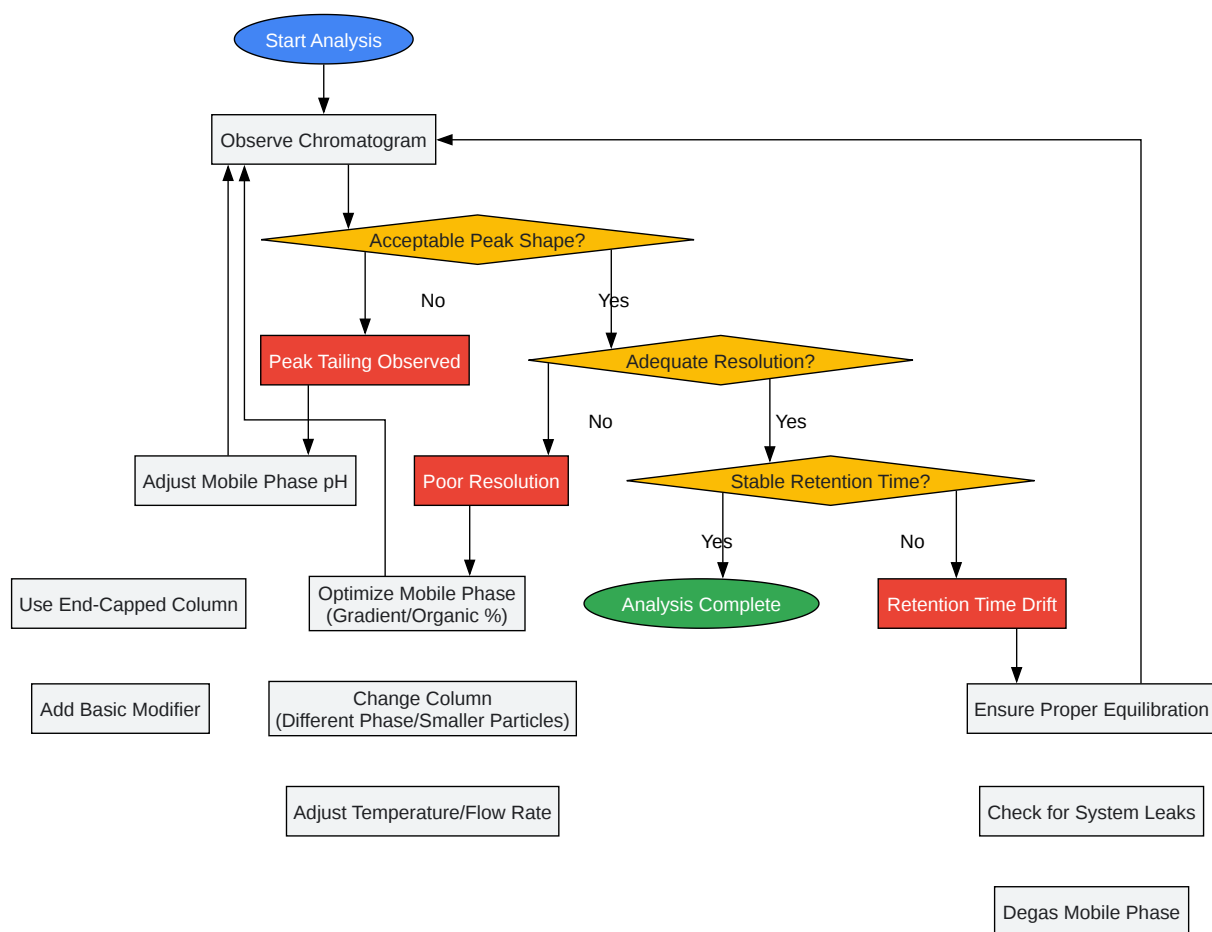 Start Analysis
Observe Chromatogram
Acceptable Peak Shape?
No
Yes
Peak Tailing Observed
Adequate Resolution?
No
Yes
Adjust Mobile Phase pH
Poor Resolution
Stable Retention Time?
Yes
No
Use End-Capped Column
Optimize Mobile Phase
(Gradient/Organic %)
Analysis Complete
Retention Time Drift
Add Basic Modifier
Change Column
(Different Phase/Smaller Particles)
Ensure Proper Equilibration
Adjust Temperature/Flow Rate
Check for System Leaks
Degas Mobile Phase